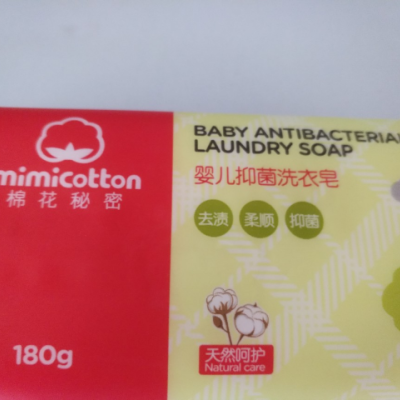 mimicotton
棉花秘密
180g
BABY ANTIBACTERIAL
LAUNDRY SOAP
婴儿抑菌洗衣皂
去渍 柔顺 抑菌
天然呵护
Natural care